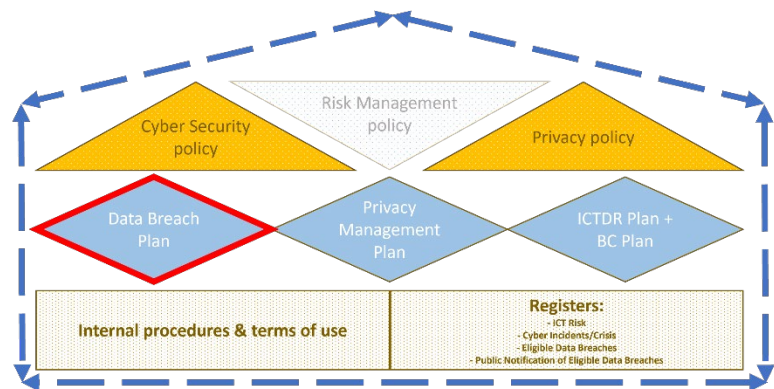 Risk Management
policy
Cyber Security
policy
Privacy policy
Data Breach
Plan
Privacy
Management
Plan
ICTDR Plan +
BC Plan
Internal procedures & terms of use
Registers:
- ICT Risk
- Cyber Incidents/Crisis
- Eligible Data Breaches
- Public Notification of Eligible Data Breaches